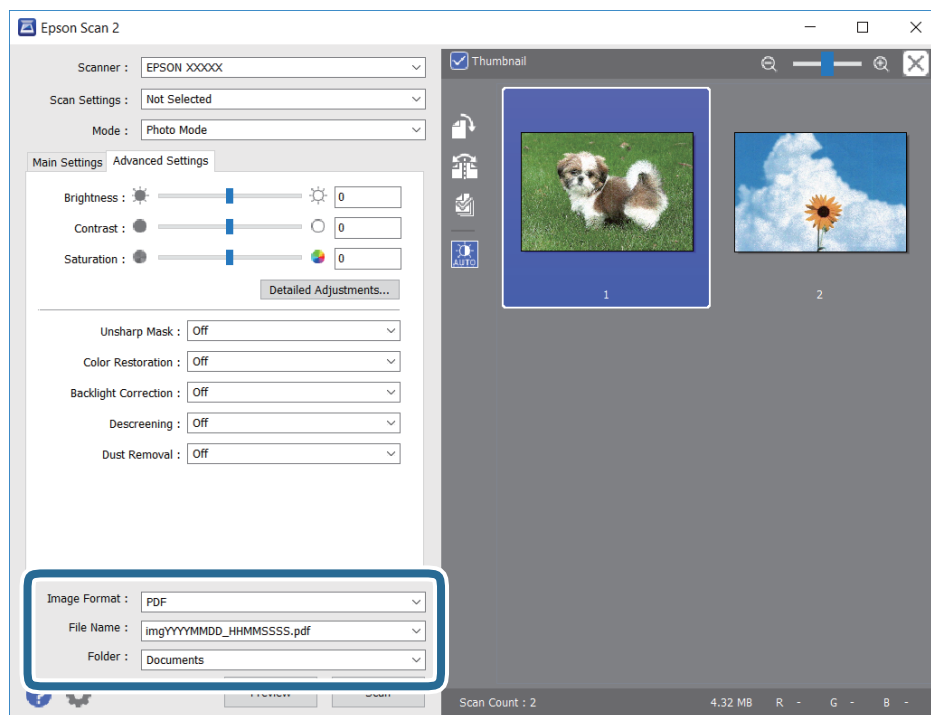 Epson Scan 2
Scanner : EPSON XXXXX
Scan Settings : Not Selected
Mode : Photo Mode
Main Settings Advanced Settings
Brightness : 0
Contrast : 0
Saturation : 0
Detailed Adjustments...
Unsharp Mask : Off
Color Restoration : Off
Backlight Correction : Off
Descreening : Off
Dust Removal : Off
Image Format : PDF
File Name : imgYYYYMMDD_HHMMSSSS.pdf
Folder : Documents
Preview Scan
Thumbnail
AUTO
1
2
Scan Count : 2 4.32 MB R - G - B -